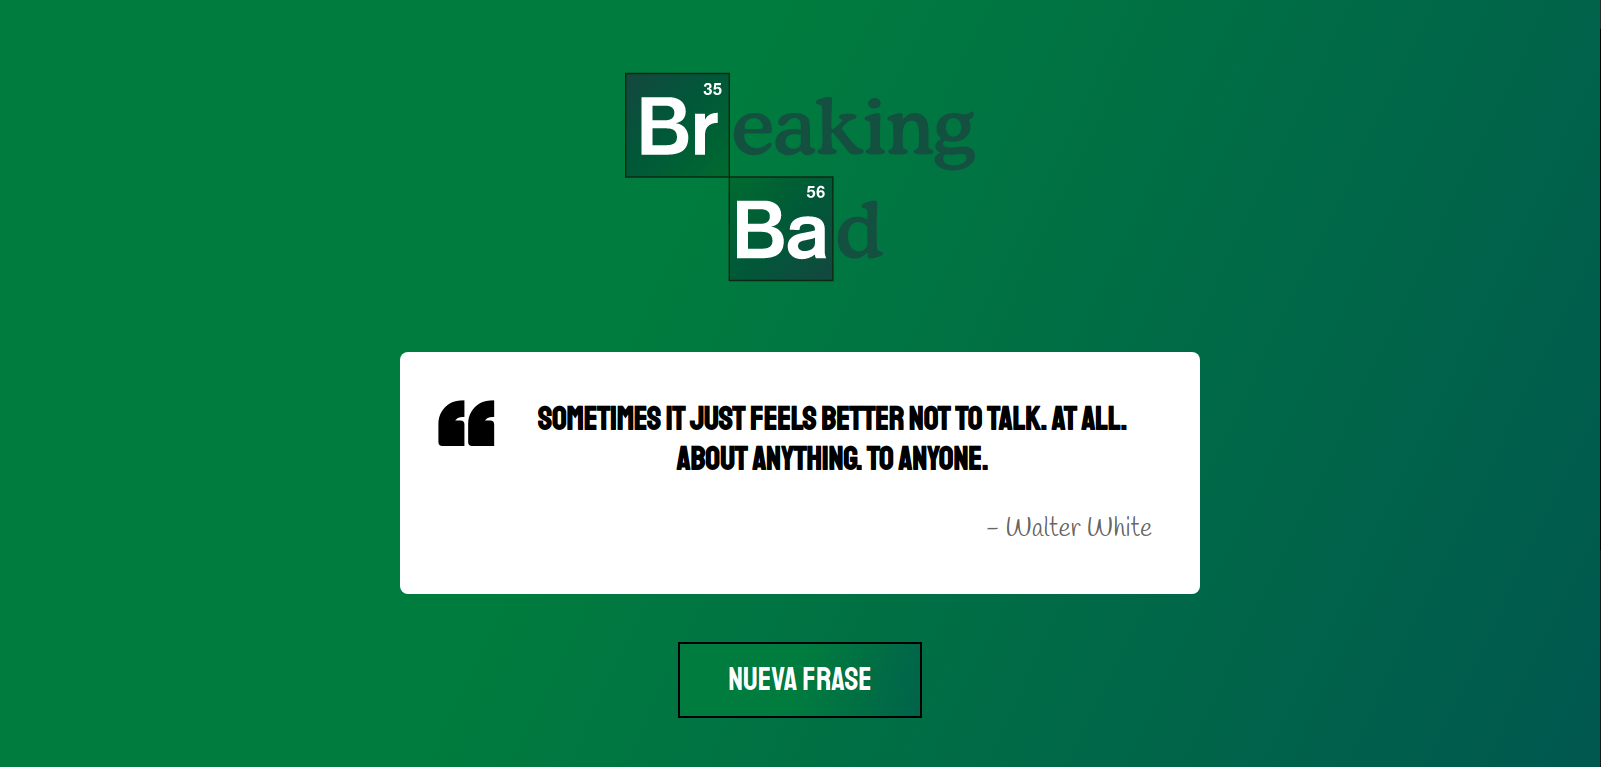 35
Breaking
56
Bad
SOMETIMES IT JUST FEELS BETTER NOT TO TALK. AT ALL.
ABOUT ANYTHING. TO ANYONE.
- Walter White
NUEVA FRASE